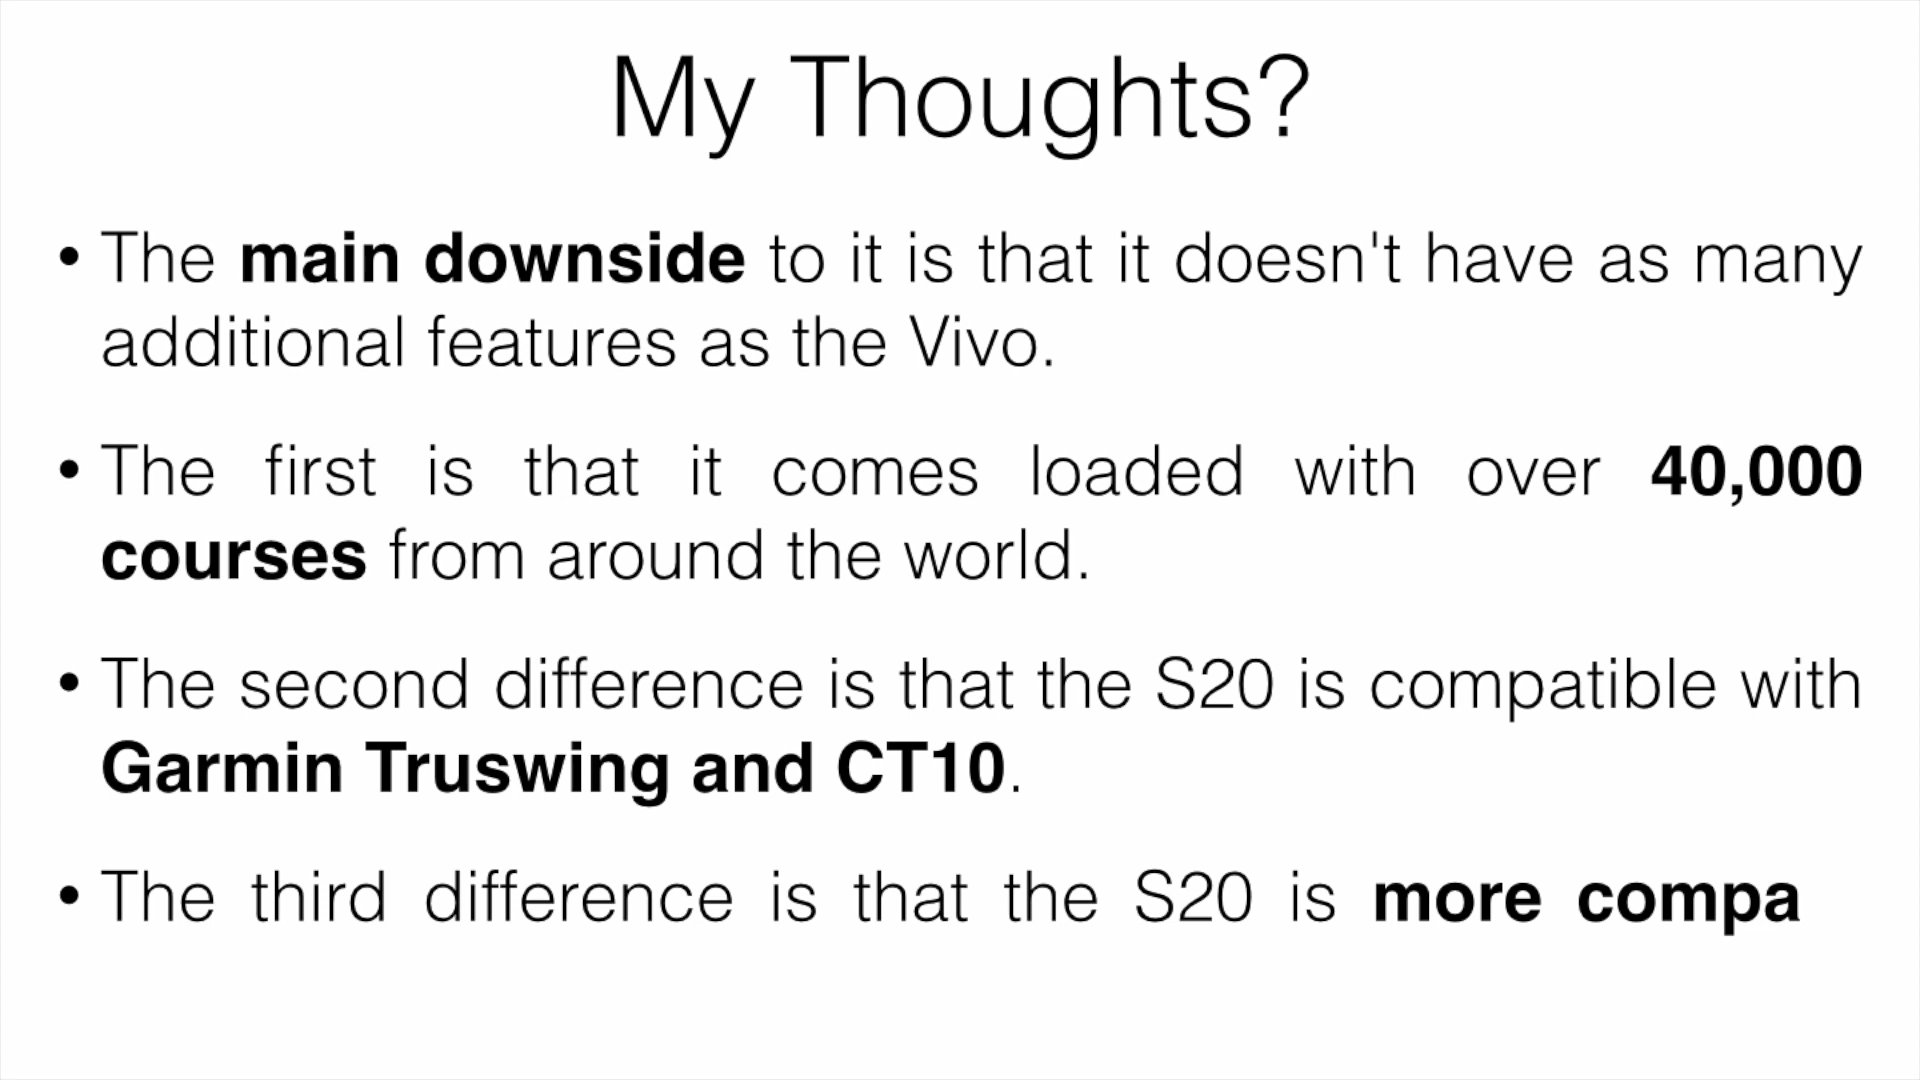 My Thoughts?
• The main downside to it is that it doesn't have as many
additional features as the Vivo.
• The first is that it comes loaded with over 40,000
courses from around the world.
• The second difference is that the S20 is compatible with
Garmin Truswing and CT10.
• The third difference is that the S20 is more compa